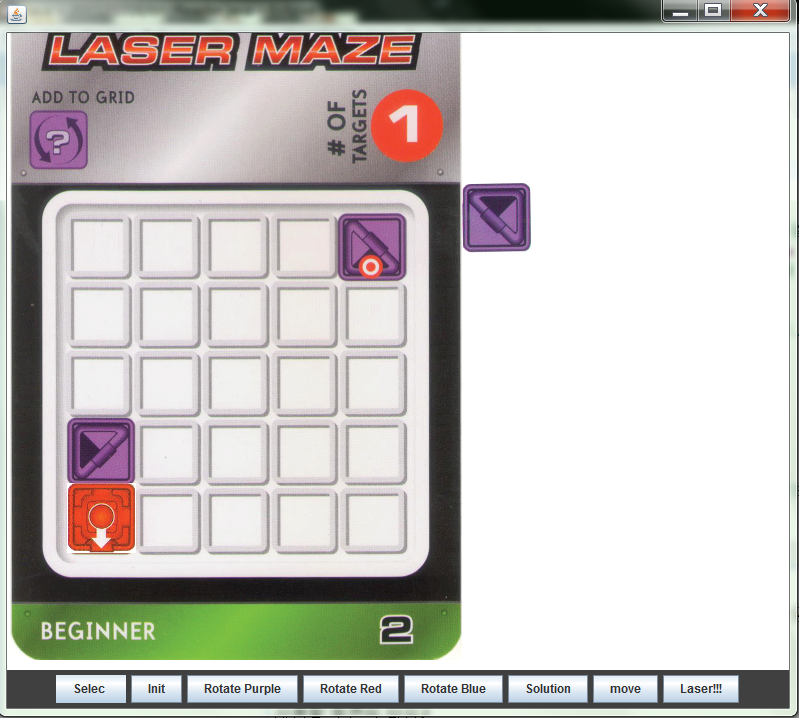 LASER MAZE
ADD TO GRID
?
# OF
TARGETS
1
BEGINNER
2
Selec
Init
Rotate Purple
Rotate Red
Rotate Blue
Solution
move
Laser!!!